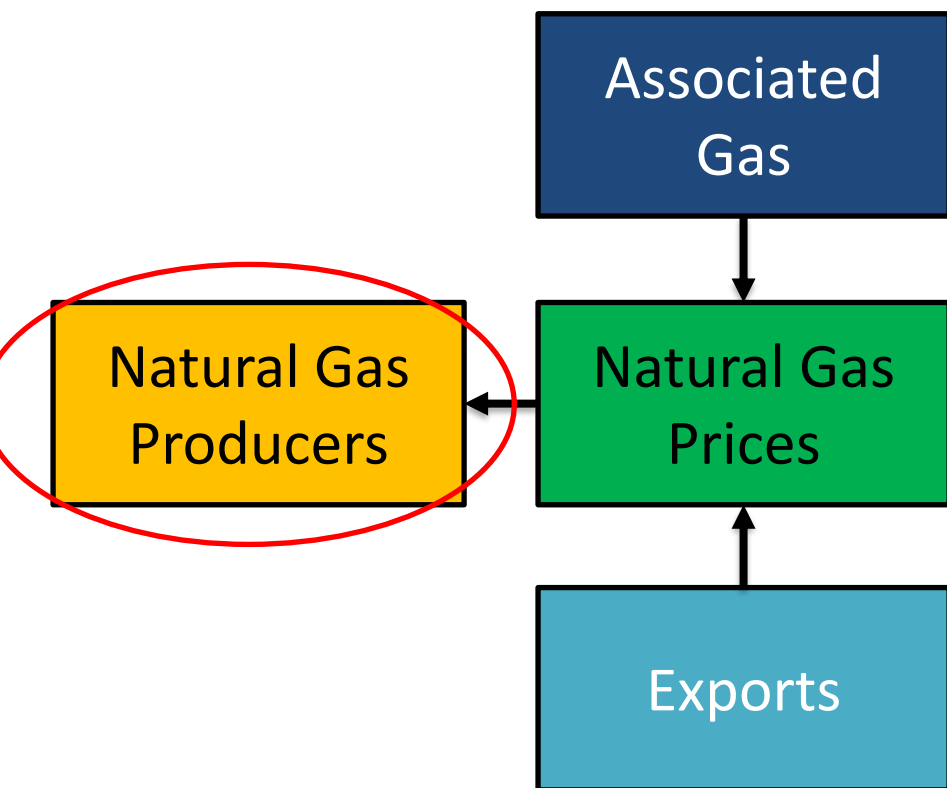 Associated
Gas
Natural Gas
Producers
Natural Gas
Prices
Exports